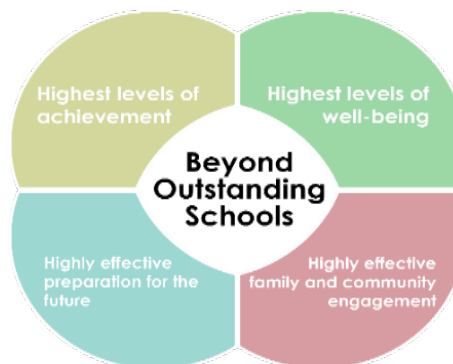 Highest levels of
achievement
Highest levels of
well-being
Beyond
Outstanding
Schools
Highly effective
preparation for the
future
Highly effective
family and community
engagement